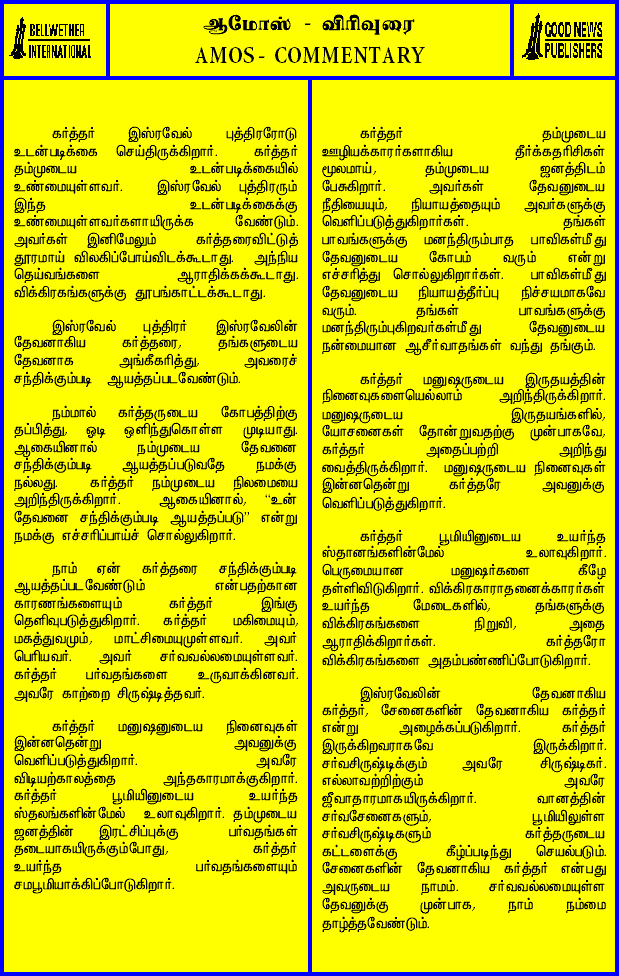 BELLWETHER
INTERNATIONAL
ஆமோஸ் - விரிவுரை
AMOS- COMMENTARY
GOOD NEWS
PUBLISHERS
கர்த்தர் இஸ்ரவேல் புத்திரரோடு
உடன்படிக்கை செய்திருக்கிறார். கர்த்தர்
தம்முடைய உடன்படிக்கையில்
உண்மையுள்ளவர். இஸ்ரவேல் புத்திரரும்
இந்த உடன்படிக்கைக்கு
உண்மையுள்ளவர்களாயிருக்க வேண்டும்.
அவர்கள் இனிமேலும் கர்த்தரைவிட்டுத்
தூரமாய் விலகிப்போய்விடக்கூடாது. அந்நிய
தெய்வங்களை ஆராதிக்கக்கூடாது.
விக்கிரகங்களுக்கு தூபங்காட்டக்கூடாது.
இஸ்ரவேல் புத்திரர் இஸ்ரவேலின்
தேவனாகிய கர்த்தரை, தங்களுடைய
தேவனாக அங்கீகரித்து, அவரைச்
சந்திக்கும்படி ஆயத்தப்படவேண்டும்.
நம்மால் கர்த்தருடைய கோபத்திற்கு
தப்பித்து, ஓடி ஒளிந்துகொள்ள முடியாது.
ஆகையினால் நம்முடைய தேவனை
சந்திக்கும்படி ஆயத்தப்படுவதே நமக்கு
நல்லது. கர்த்தர் நம்முடைய நிலமையை
அறிந்திருக்கிறார். ஆகையினால், “உன்
தேவனை சந்திக்கும்படி ஆயத்தப்படு” என்று
நமக்கு எச்சரிப்பாய்ச் சொல்லுகிறார்.
நாம் ஏன் கர்த்தரை சந்திக்கும்படி
ஆயத்தப்படவேண்டும் என்பதற்கான
காரணங்களையும் கர்த்தர் இங்கு
தெளிவுபடுத்துகிறார். கர்த்தர் மகிமையும்,
மகத்துவமும், மாட்சிமையுமுள்ளவர். அவர்
பெரியவர். அவர் சர்வவல்லமையுள்ளவர்.
கர்த்தர் பர்வதங்களை உருவாக்கினவர்.
அவரே காற்றை சிருஷ்டித்தவர்.
கர்த்தர் மனுஷனுடைய நினைவுகள்
இன்னதென்று அவனுக்கு
வெளிப்படுத்துகிறார். அவரே
விடியற்காலத்தை அந்தகாரமாக்குகிறார்.
கர்த்தர் பூமியினுடைய உயர்ந்த
ஸ்தலங்களின்மேல் உலாவுகிறார். தம்முடைய
ஜனத்தின் இரட்சிப்புக்கு பர்வதங்கள்
தடையாகயிருக்கும்போது, கர்த்தர்
உயர்ந்த பர்வதங்களையும்
சமபூமியாக்கிப்போடுகிறார்.
கர்த்தர் தம்முடைய
ஊழியக்காரர்களாகிய தீர்க்கதரிசிகள்
மூலமாய், தம்முடைய ஜனத்திடம்
பேசுகிறார். அவர்கள் தேவனுடைய
நீதியையும், நியாயத்தையும் அவர்களுக்கு
வெளிப்படுத்துகிறார்கள். தங்கள்
பாவங்களுக்கு மனந்திரும்பாத பாவிகள்மீது
தேவனுடைய கோபம் வரும் என்று
எச்சரித்து சொல்லுகிறார்கள். பாவிகள்மீது
தேவனுடைய நியாயத்தீர்ப்பு நிச்சயமாகவே
வரும். தங்கள் பாவங்களுக்கு
மனந்திரும்புகிறவர்கள்மீது தேவனுடைய
நன்மையான ஆசீர்வாதங்கள் வந்து தங்கும்.
கர்த்தர் மனுஷருடைய இருதயத்தின்
நினைவுகளையெல்லாம் அறிந்திருக்கிறார்.
மனுஷருடைய இருதயங்களில்,
யோசனைகள் தோன்றுவதற்கு முன்பாகவே,
கர்த்தர் அதைப்பற்றி அறிந்து
வைத்திருக்கிறார். மனுஷருடைய நினைவுகள்
இன்னதென்று கர்த்தரே அவனுக்கு
வெளிப்படுத்துகிறார்.
கர்த்தர் பூமியினுடைய உயர்ந்த
ஸ்தானங்களின்மேல் உலாவுகிறார்.
பெருமையான மனுஷர்களை கீழே
தள்ளிவிடுகிறார். விக்கிரகாராதனைக்காரர்கள்
உயர்ந்த மேடைகளில், தங்களுக்கு
விக்கிரகங்களை நிறுவி, அதை
ஆராதிக்கிறார்கள். கர்த்தரோ
விக்கிரகங்களை அதம்பண்ணிப்போடுகிறார்.
இஸ்ரவேலின் தேவனாகிய
கர்த்தர், சேனைகளின் தேவனாகிய கர்த்தர்
என்று அழைக்கப்படுகிறார். கர்த்தர்
இருக்கிறவராகவே இருக்கிறார்.
சர்வசிருஷ்டிக்கும் அவரே சிருஷ்டிகர்.
எல்லாவற்றிற்கும் அவரே
ஜீவாதாரமாகயிருக்கிறார். வானத்தின்
சர்வசேனைகளும், பூமியிலுள்ள
சர்வசிருஷ்டிகளும் கர்த்தருடைய
கட்டளைக்கு கீழ்ப்படிந்து செயல்படும்.
சேனைகளின் தேவனாகிய கர்த்தர் என்பது
அவருடைய நாமம். சர்வவல்லமையுள்ள
தேவனுக்கு முன்பாக, நாம் நம்மை
தாழ்த்தவேண்டும்.